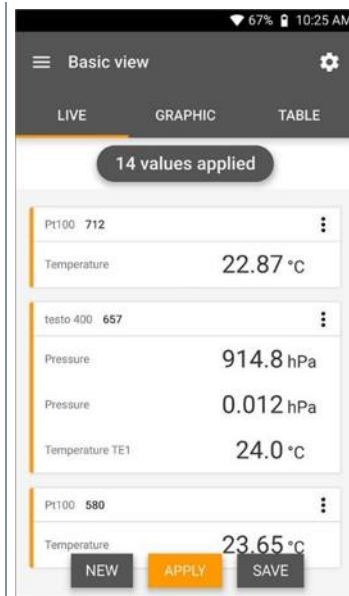 67% 10:25 AM
Basic view
LIVE GRAPHIC TABLE
14 values applied
Pt100 712
Temperature 22.87 °C
testo 400 657
Pressure 914.8 hPa
Pressure 0.012 hPa
Temperature TE1 24.0 °C
Pt100 580
Temperature 23.65 °C
NEW APPLY SAVE